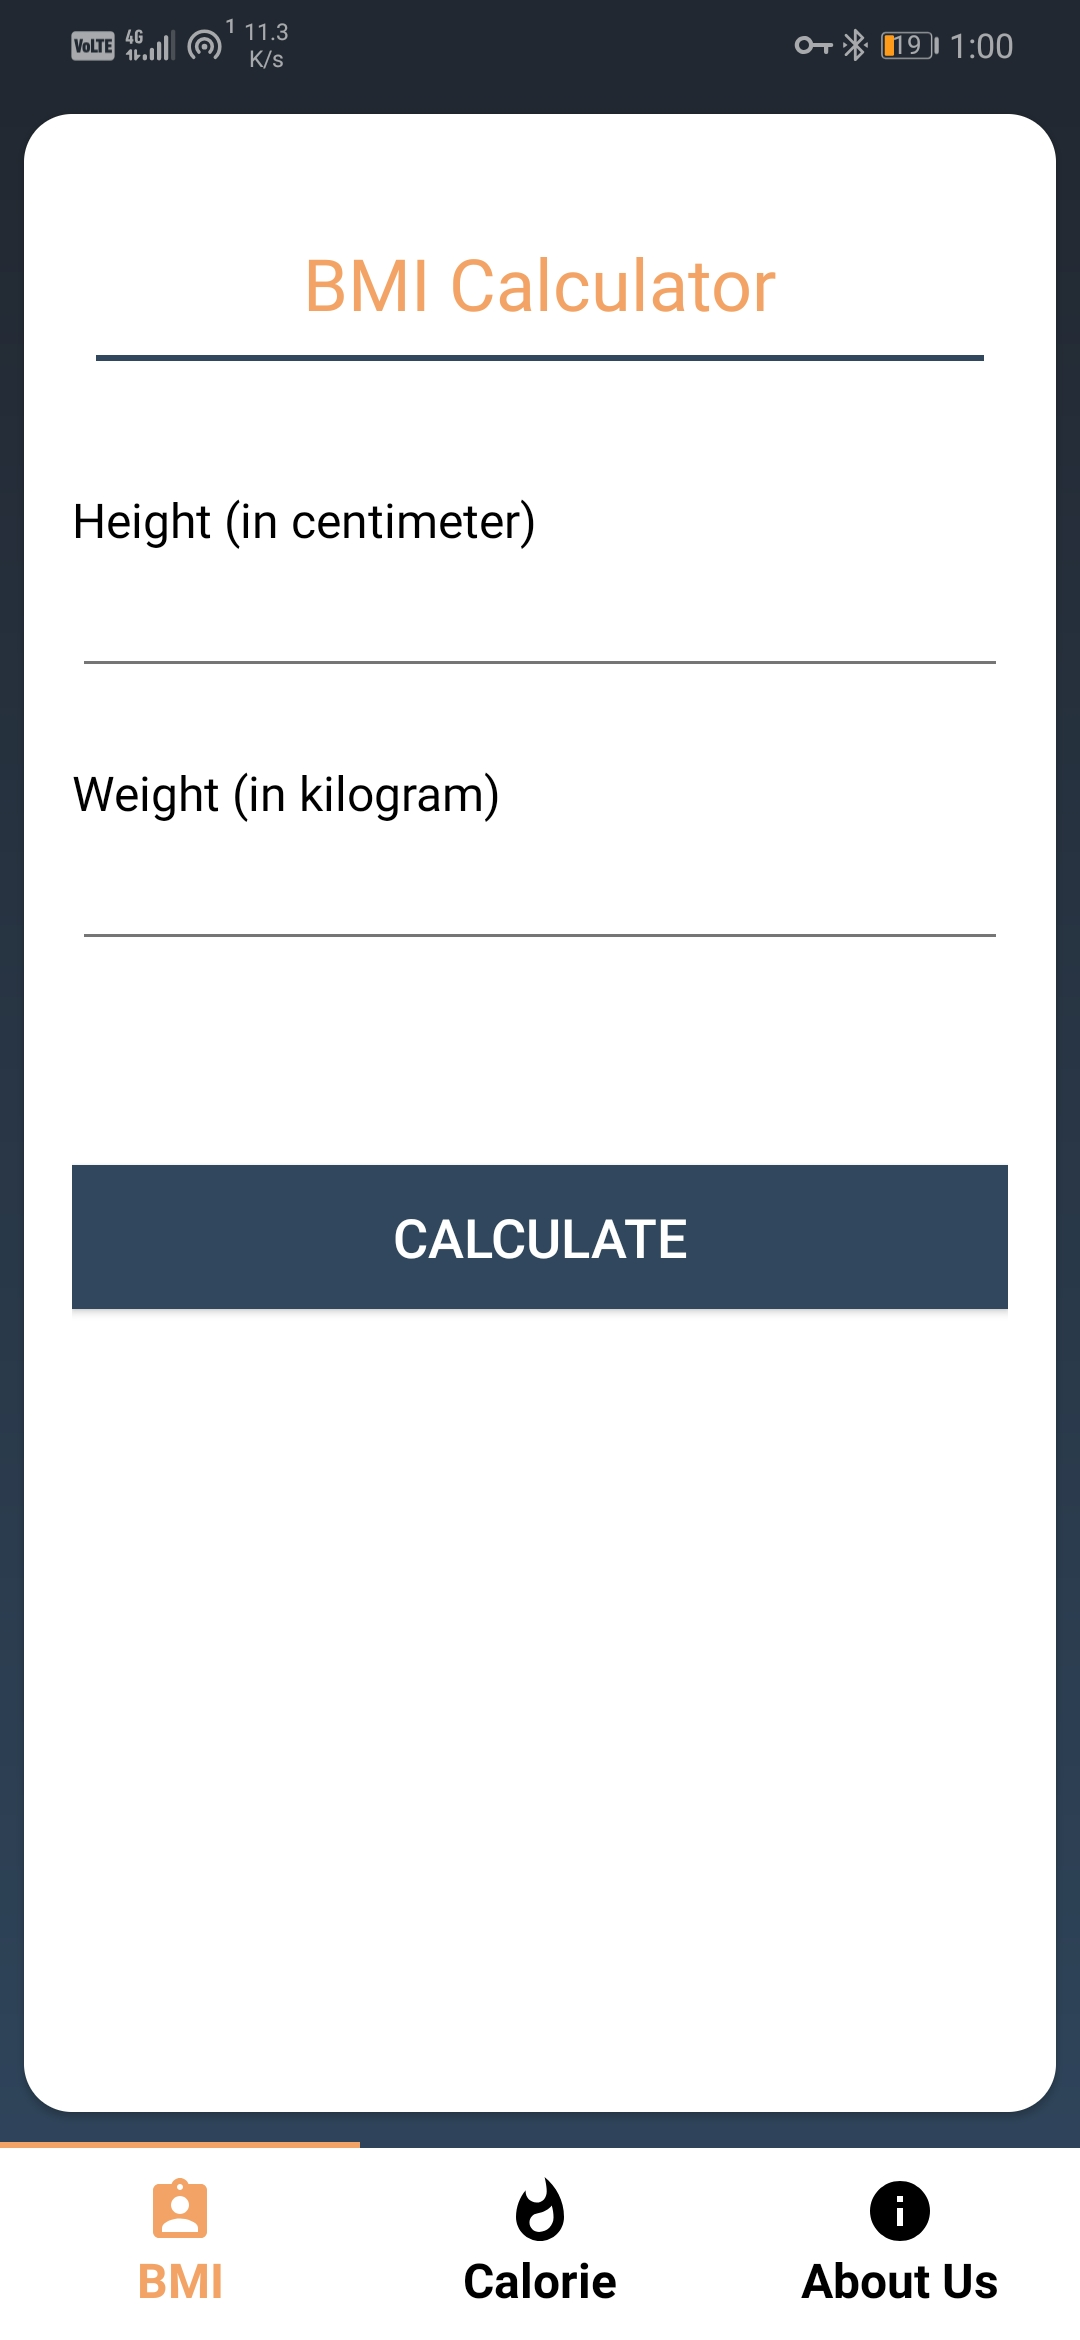 VoLTE 4G 1 11.3 K/s 19 1:00
BMI Calculator
Height (in centimeter)
Weight (in kilogram)
CALCULATE
BMI Calorie About Us